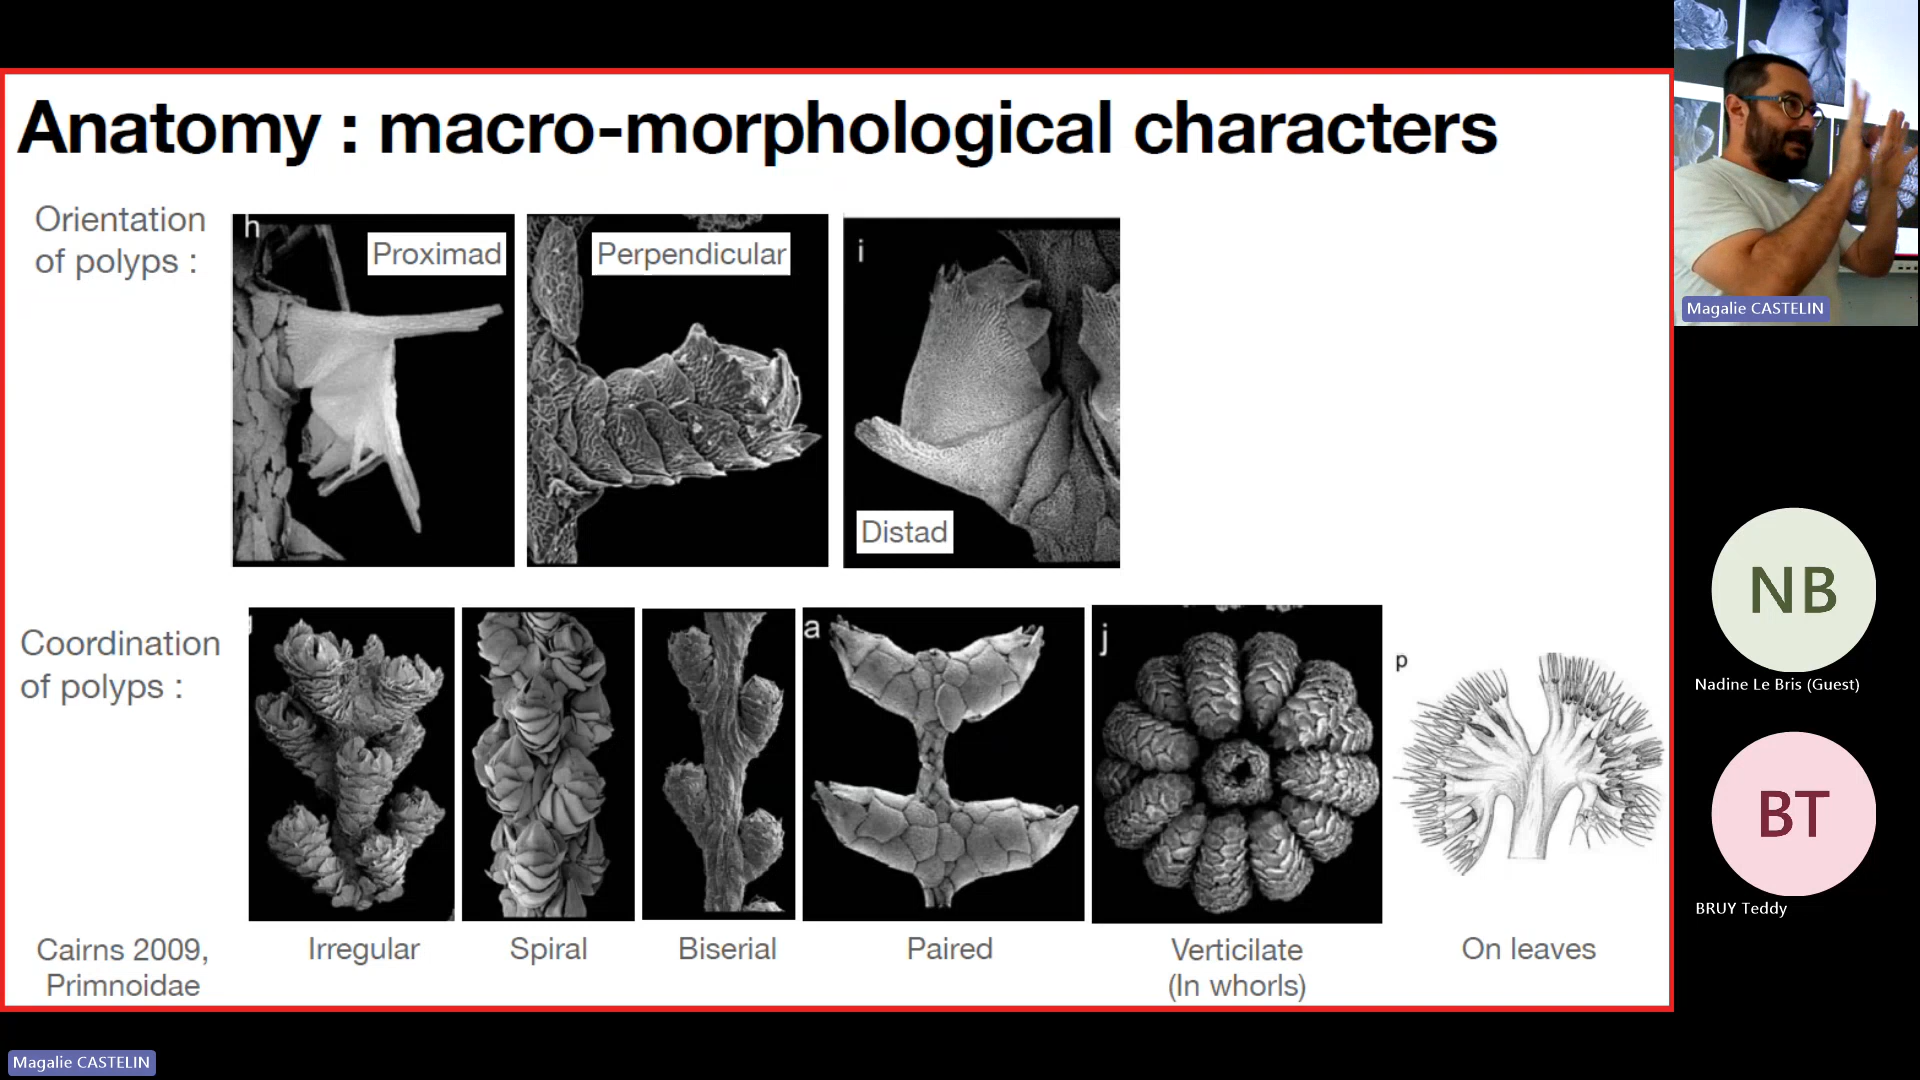 Anatomy : macro-morphological characters
Orientation
of polyps :
h
Proximad
Perpendicular
i
Distad
Coordination
of polyps :
a
j
p
Cairns 2009,
Primnoidae
Irregular
Spiral
Biserial
Paired
Verticilate
(In whorls)
On leaves
Magalie CASTELIN
NB
Nadine Le Bris (Guest)
BT
BRUY Teddy
Magalie CASTELIN